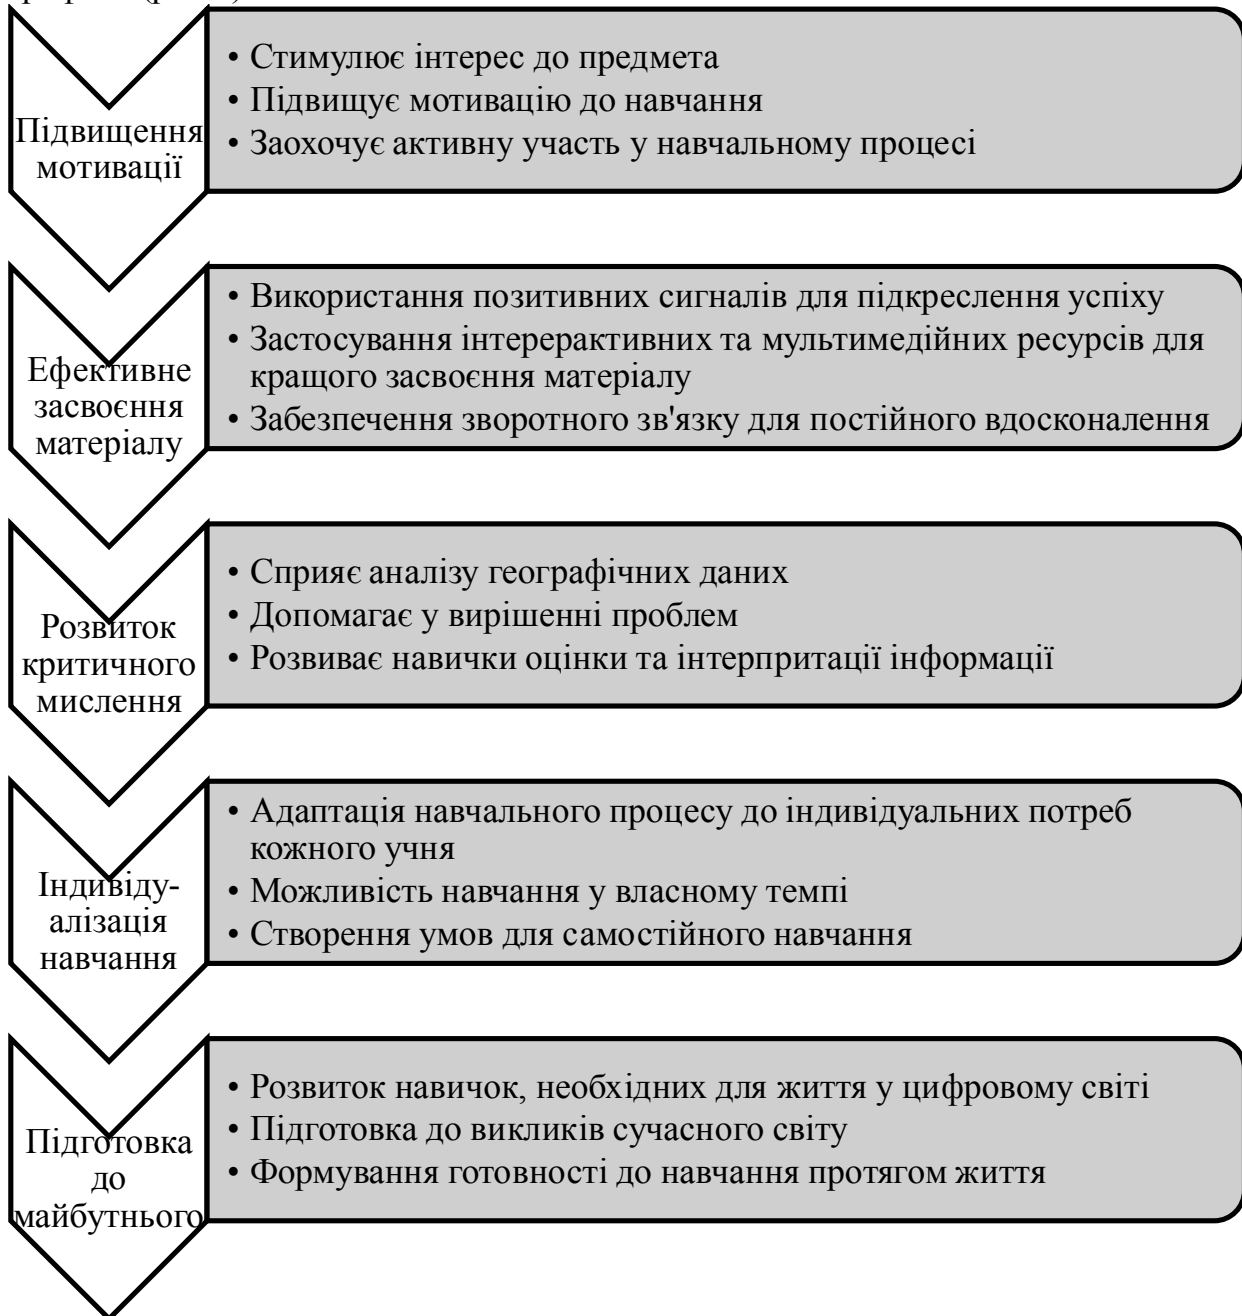 Підвищення
мотивації
• Стимулює інтерес до предмета
• Підвищує мотивацію до навчання
• Заохочує активну участь у навчальному процесі
Ефективне
засвоєння
матеріалу
• Використання позитивних сигналів для підкреслення успіху
• Застосування інтерерактивних та мультимедійних ресурсів для
кращого засвоєння матеріалу
• Забезпечення зворотного зв'язку для постійного вдосконалення
Розвиток
критичного
мислення
• Сприяє аналізу географічних даних
• Допомагає у вирішенні проблем
• Розвиває навички оцінки та інтерпритації інформації
Індивіду-
алізація
навчання
• Адаптація навчального процесу до індивідуальних потреб
кожного учня
• Можливість навчання у власному темпі
• Створення умов для самостійного навчання
Підготовка
до
майбутнього
• Розвиток навичок, необхідних для життя у цифровому світі
• Підготовка до викликів сучасного світу
• Формування готовності до навчання протягом життя